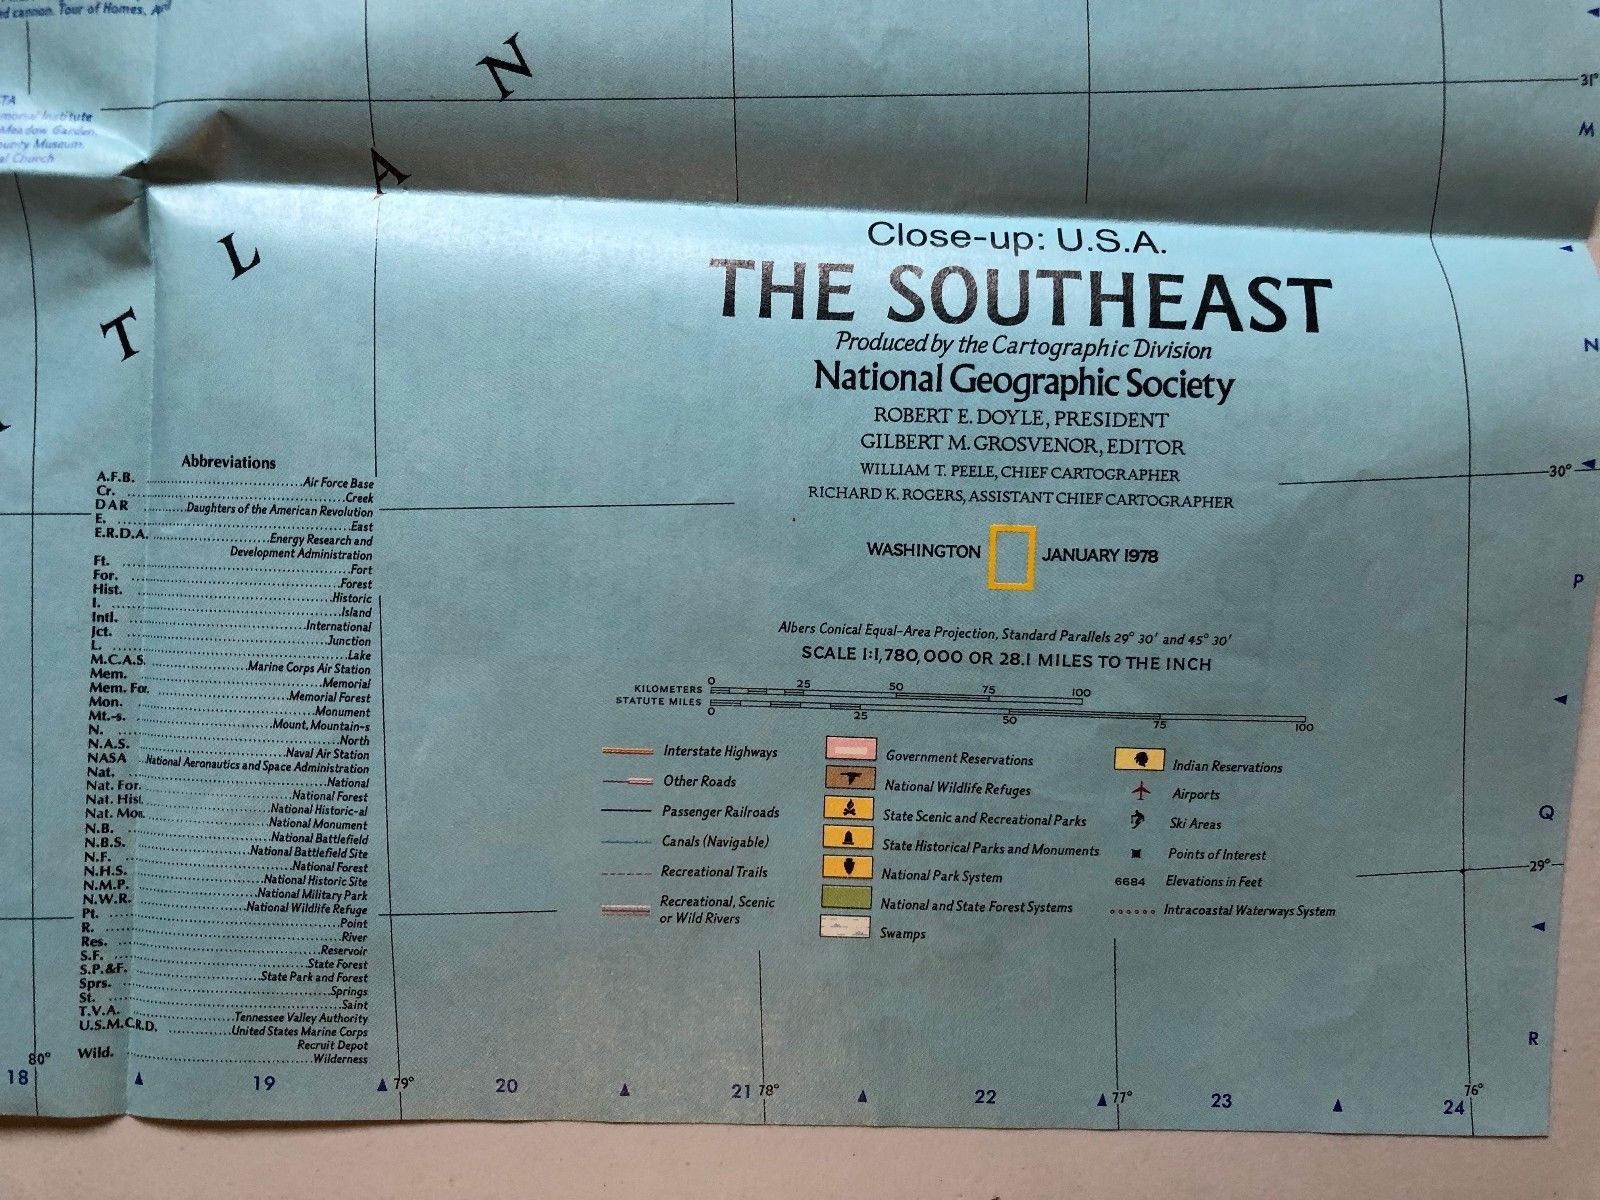 ed cannon. Tour of Homes,
morial Institute
Meadow Garden.
ounty Museum.
al Church
N
A
L
T
31°
M
N
30°
P
Q
29°
R
Close-up: U.S.A.
THE SOUTHEAST
Produced by the Cartographic Division
National Geographic Society
ROBERT E. DOYLE, PRESIDENT
GILBERT M. GROSVENOR, EDITOR
WILLIAM T. PEELE, CHIEF CARTOGRAPHER
RICHARD K. ROGERS, ASSISTANT CHIEF CARTOGRAPHER
WASHINGTON JANUARY 1978
Albers Conical Equal-Area Projection, Standard Parallels 29° 30' and 45° 30'
SCALE 1:1,780,000 OR 28.1 MILES TO THE INCH
0 25 50 75 100
KILOMETERS
STATUTE MILES
0 25 50 75 100
Interstate Highways
Other Roads
Passenger Railroads
Canals (Navigable)
Recreational Trails
Recreational, Scenic
or Wild Rivers
Government Reservations
National Wildlife Refuges
State Scenic and Recreational Parks
State Historical Parks and Monuments
National Park System
National and State Forest Systems
Swamps
Indian Reservations
Airports
Ski Areas
Points of Interest
6684 Elevations in Feet
Intracoastal Waterways System
Abbreviations
A.F.B. Air Force Base
Cr. Creek
DAR Daughters of the American Revolution
E. East
E.R.D.A. Energy Research and
Development Administration
Ft. Fort
For. Forest
Hist. Historic
I. Island
Intl. International
Jct. Junction
L. Lake
M.C.A.S. Marine Corps Air Station
Mem. Memorial
Mem. For. Memorial Forest
Mon. Monument
Mt.-s. Mount, Mountain-s
N. North
N.A.S. Naval Air Station
NASA National Aeronautics and Space Administration
Nat. National
Nat. For. National Forest
Nat. Hist. National Historic-al
Nat. Mon. National Monument
N.B. National Battlefield
N.B.S. National Battlefield Site
N.F. National Forest
N.H.S. National Historic Site
N.M.P. National Military Park
N.W.R. National Wildlife Refuge
Pt. Point
R. River
Res. Reservoir
S.F. State Forest
S.P.&F. State Park and Forest
Sprs. Springs
St. Saint
T.V.A. Tennessee Valley Authority
U.S.M.C.R.D. United States Marine Corps
Recruit Depot
Wild. Wilderness
80° 79° 78° 77° 76°
18 19 20 21 22 23 24